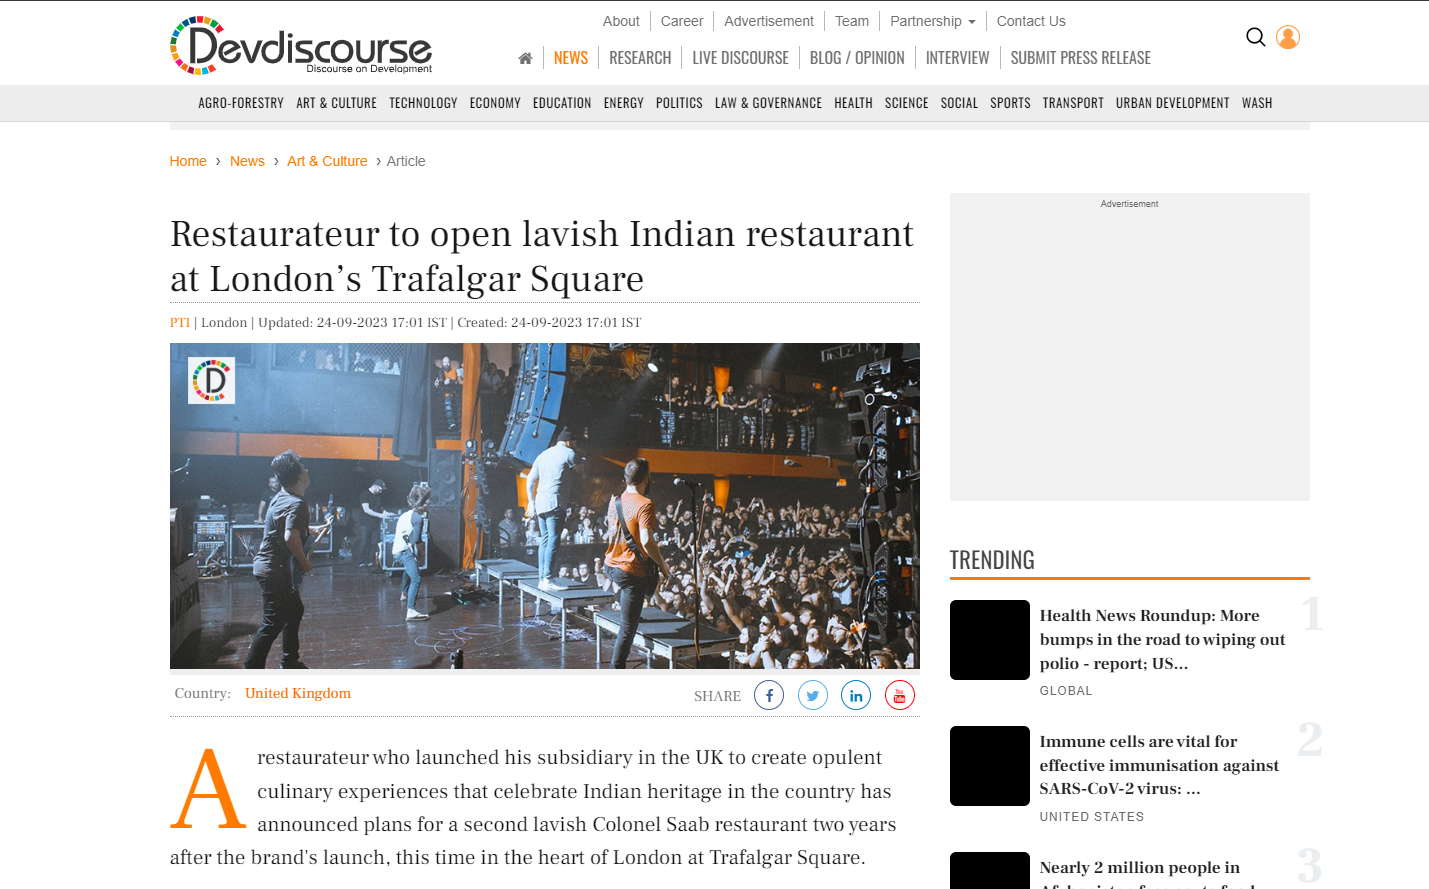 Devdiscourse
Discourse on Development
About
Career
Advertisement
Team
Partnership
Contact Us
NEWS
RESEARCH
LIVE DISCOURSE
BLOG / OPINION
INTERVIEW
SUBMIT PRESS RELEASE
AGRO-FORESTRY ART & CULTURE TECHNOLOGY ECONOMY EDUCATION ENERGY POLITICS LAW & GOVERNANCE HEALTH SCIENCE SOCIAL SPORTS TRANSPORT URBAN DEVELOPMENT WASH
Home › News › Art & Culture › Article
Restaurateur to open lavish Indian restaurant
at London’s Trafalgar Square
PTI | London | Updated: 24-09-2023 17:01 IST | Created: 24-09-2023 17:01 IST
D
Country: United Kingdom
SHARE
A restaurateur who launched his subsidiary in the UK to create opulent
culinary experiences that celebrate Indian heritage in the country has
announced plans for a second lavish Colonel Saab restaurant two years
after the brand's launch, this time in the heart of London at Trafalgar Square.
Advertisement
TRENDING
1
Health News Roundup: More
bumps in the road to wiping out
polio - report; US...
GLOBAL
2
Immune cells are vital for
effective immunisation against
SARS-CoV-2 virus: ...
UNITED STATES
3
Nearly 2 million people in